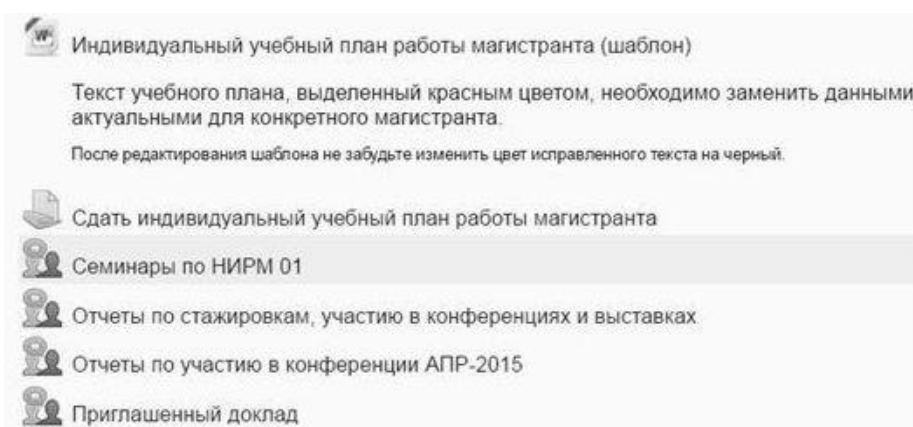 Индивидуальный учебный план работы магистранта (шаблон)
Текст учебного плана, выделенный красным цветом, необходимо заменить данными
актуальными для конкретного магистранта.
После редактирования шаблона не забудьте изменить цвет исправленного текста на черный.
Сдать индивидуальный учебный план работы магистранта
Семинары по НИРМ 01
Отчеты по стажировкам, участию в конференциях и выставках
Отчеты по участию в конференции АПР-2015
Приглашенный доклад